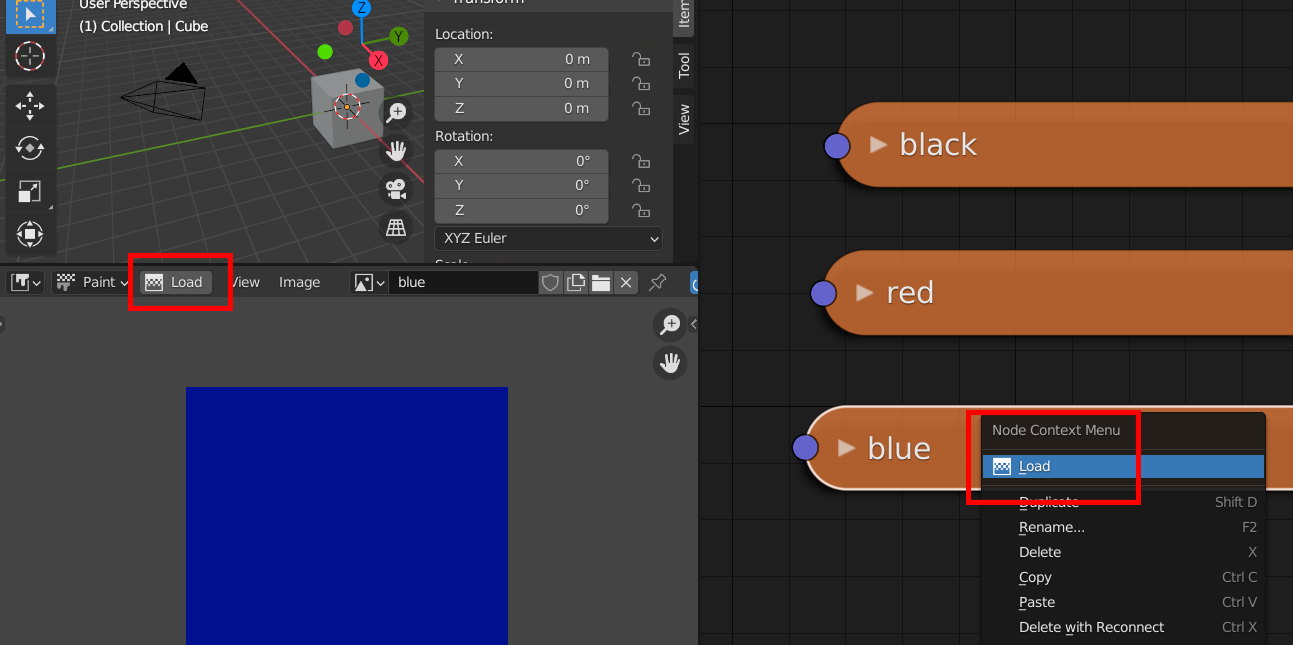 User Perspective
(1) Collection | Cube
Z
Y
X
Transform
Location:
X 0 m
Y 0 m
Z 0 m
Rotation:
X 0°
Y 0°
Z 0°
XYZ Euler
Scale
Item
Tool
View
Paint
Load
View
Image
blue
black
red
blue
Node Context Menu
Load
Duplicate Shift D
Rename... F2
Delete X
Copy Ctrl C
Paste Ctrl V
Delete with Reconnect Ctrl X